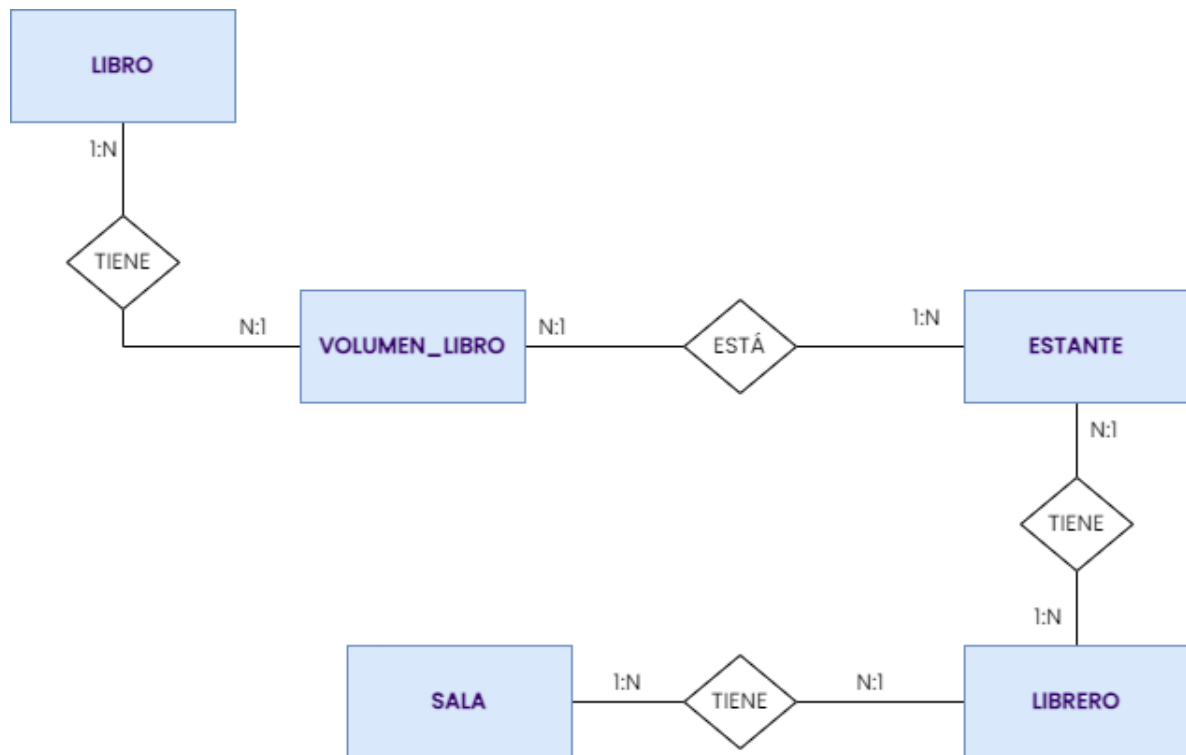 LIBRO
1:N
TIENE
N:1
VOLUMEN_LIBRO
N:1
ESTÁ
1:N
ESTANTE
N:1
TIENE
1:N
SALA
1:N
TIENE
N:1
LIBRERO